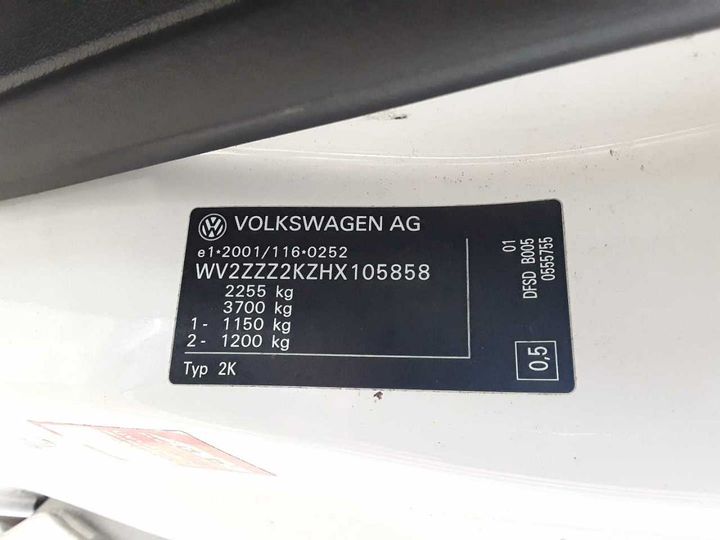 VOLKSWAGEN AG
e1*2001/116*0252
WV2ZZZ2KZHX105858
2255 kg
3700 kg
1- 1150 kg
2- 1200 kg
Typ 2K
01
DFSD B005
0555755
0,5